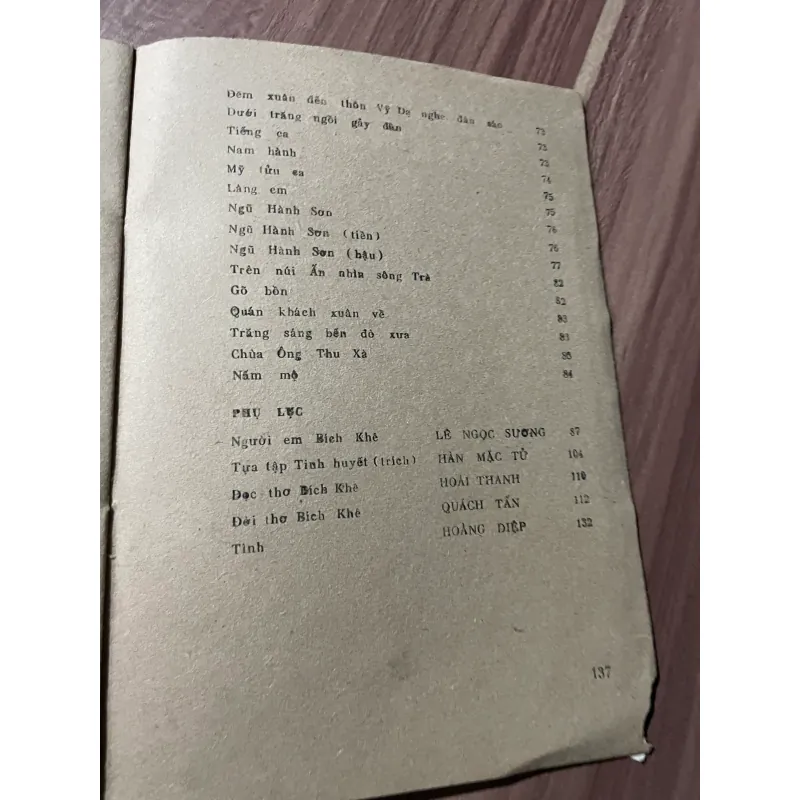 Đêm xuân đến thôn Vỹ Dạ nghe đàn sáo 72
Dưới trăng ngồi gảy đàn 73
Tiếng ca 73
Nam hành 74
Mỹ tửu ca 75
Làng em 75
Ngũ Hành Sơn 76
Ngũ Hành Sơn (tiền) 76
Ngũ Hành Sơn (hậu) 77
Trên núi Ấn nhìn sông Trà 82
Gõ bồn 82
Quán khách xuân về 83
Trăng sáng bến đò xưa 83
Chùa Ông Thu Xà 85
Nấm mộ 84
PHỤ LỤC
Người em Bích Khê LÊ NGỌC SƯƠNG 87
Tựa tập Tinh huyết (trích) HÀN MẶC TỬ 104
Đọc thơ Bích Khê HOÀI THANH 110
Đời thơ Bích Khê QUÁCH TẤN 112
Tình HOÀNG DIỆP 132
137